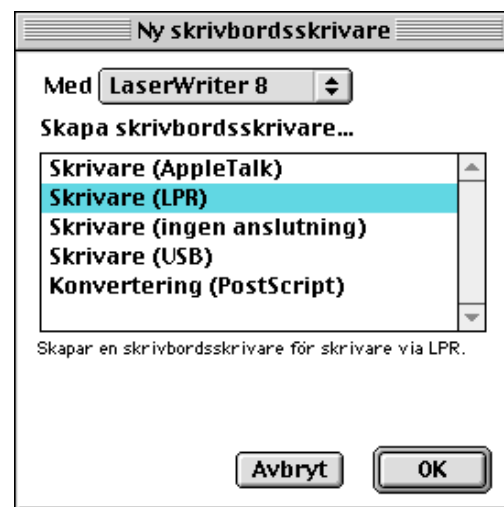 Ny skrivbordsskrivare
Med LaserWriter 8
Skapa skrivbordsskrivare...
Skrivare (AppleTalk)
Skrivare (LPR)
Skrivare (ingen anslutning)
Skrivare (USB)
Konvertering (PostScript)
Skapar en skrivbordsskrivare för skrivare via LPR.
Avbryt OK